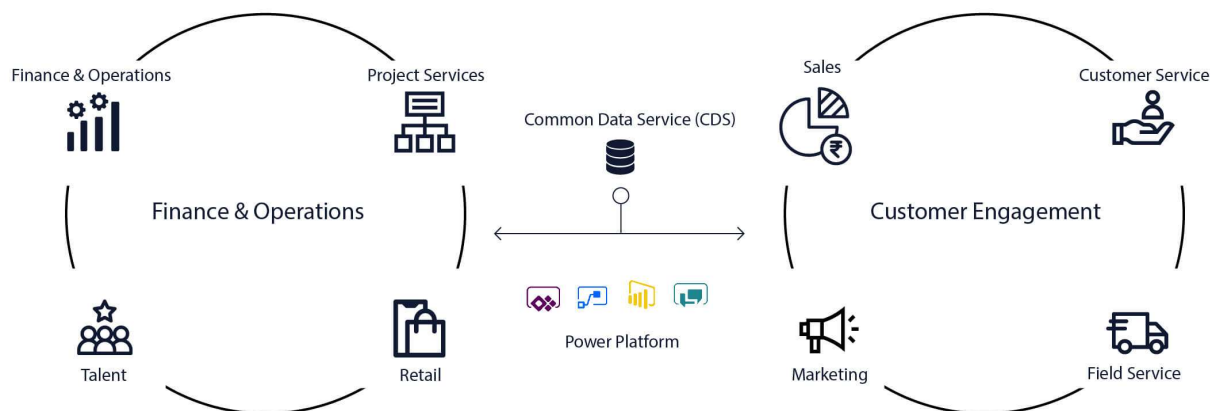 Finance & Operations
Project Services
Finance & Operations
Talent
Retail
Common Data Service (CDS)
Power Platform
Sales
Customer Service
₹
Customer Engagement
Marketing
Field Service